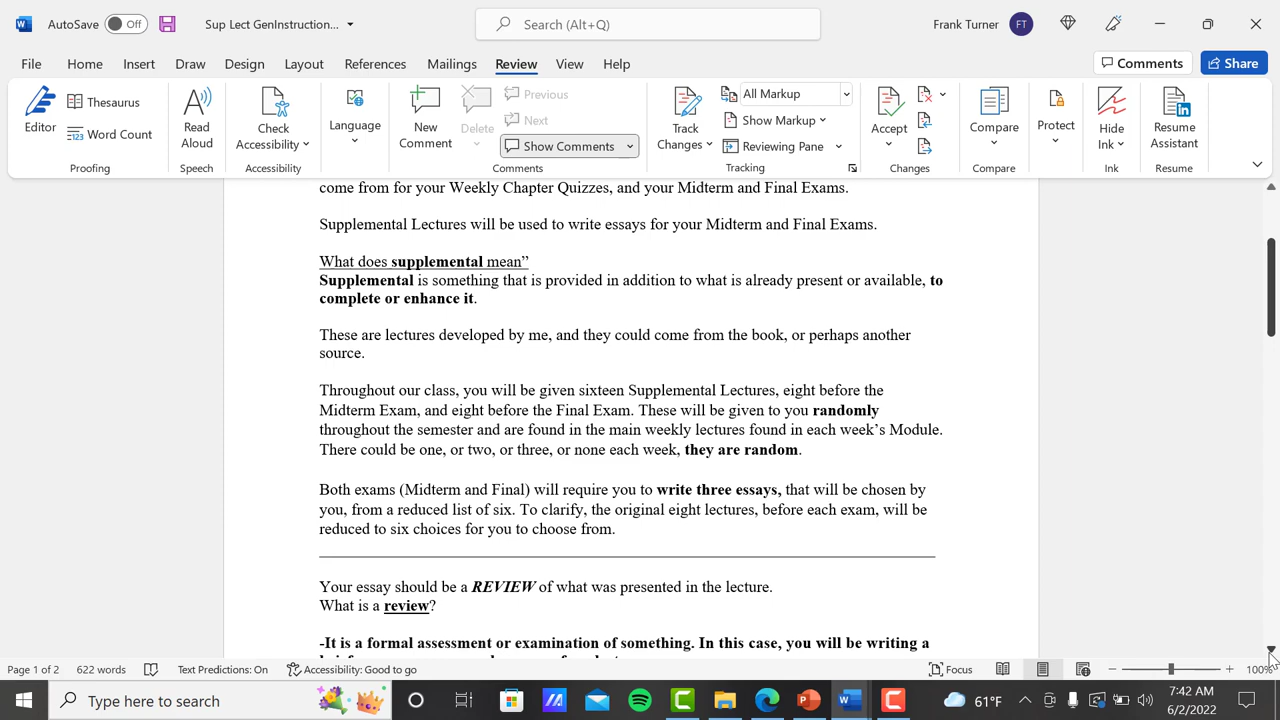 AutoSave Off Sup Lect GenInstruction... Search (Alt+Q) Frank Turner FT
File Home Insert Draw Design Layout References Mailings Review View Help Comments Share
Editor Thesaurus Word Count Read Aloud Check Accessibility Language New Comment Delete Previous Next Show Comments Track Changes All Markup Show Markup Reviewing Pane Accept Compare Protect Hide Ink Resume Assistant
Proofing Speech Accessibility Comments Tracking Changes Compare Ink Resume
come from for your Weekly Chapter Quizzes, and your Midterm and Final Exams.
Supplemental Lectures will be used to write essays for your Midterm and Final Exams.
What does supplemental mean”
Supplemental is something that is provided in addition to what is already present or available, to
complete or enhance it.
These are lectures developed by me, and they could come from the book, or perhaps another
source.
Throughout our class, you will be given sixteen Supplemental Lectures, eight before the
Midterm Exam, and eight before the Final Exam. These will be given to you randomly
throughout the semester and are found in the main weekly lectures found in each week’s Module.
There could be one, or two, or three, or none each week, they are random.
Both exams (Midterm and Final) will require you to write three essays, that will be chosen by
you, from a reduced list of six. To clarify, the original eight lectures, before each exam, will be
reduced to six choices for you to choose from.
Your essay should be a REVIEW of what was presented in the lecture.
What is a review?
-It is a formal assessment or examination of something. In this case, you will be writing a
Page 1 of 2 622 words Text Predictions: On Accessibility: Good to go Focus 100%
Type here to search 61°F 7:42 AM
6/2/2022